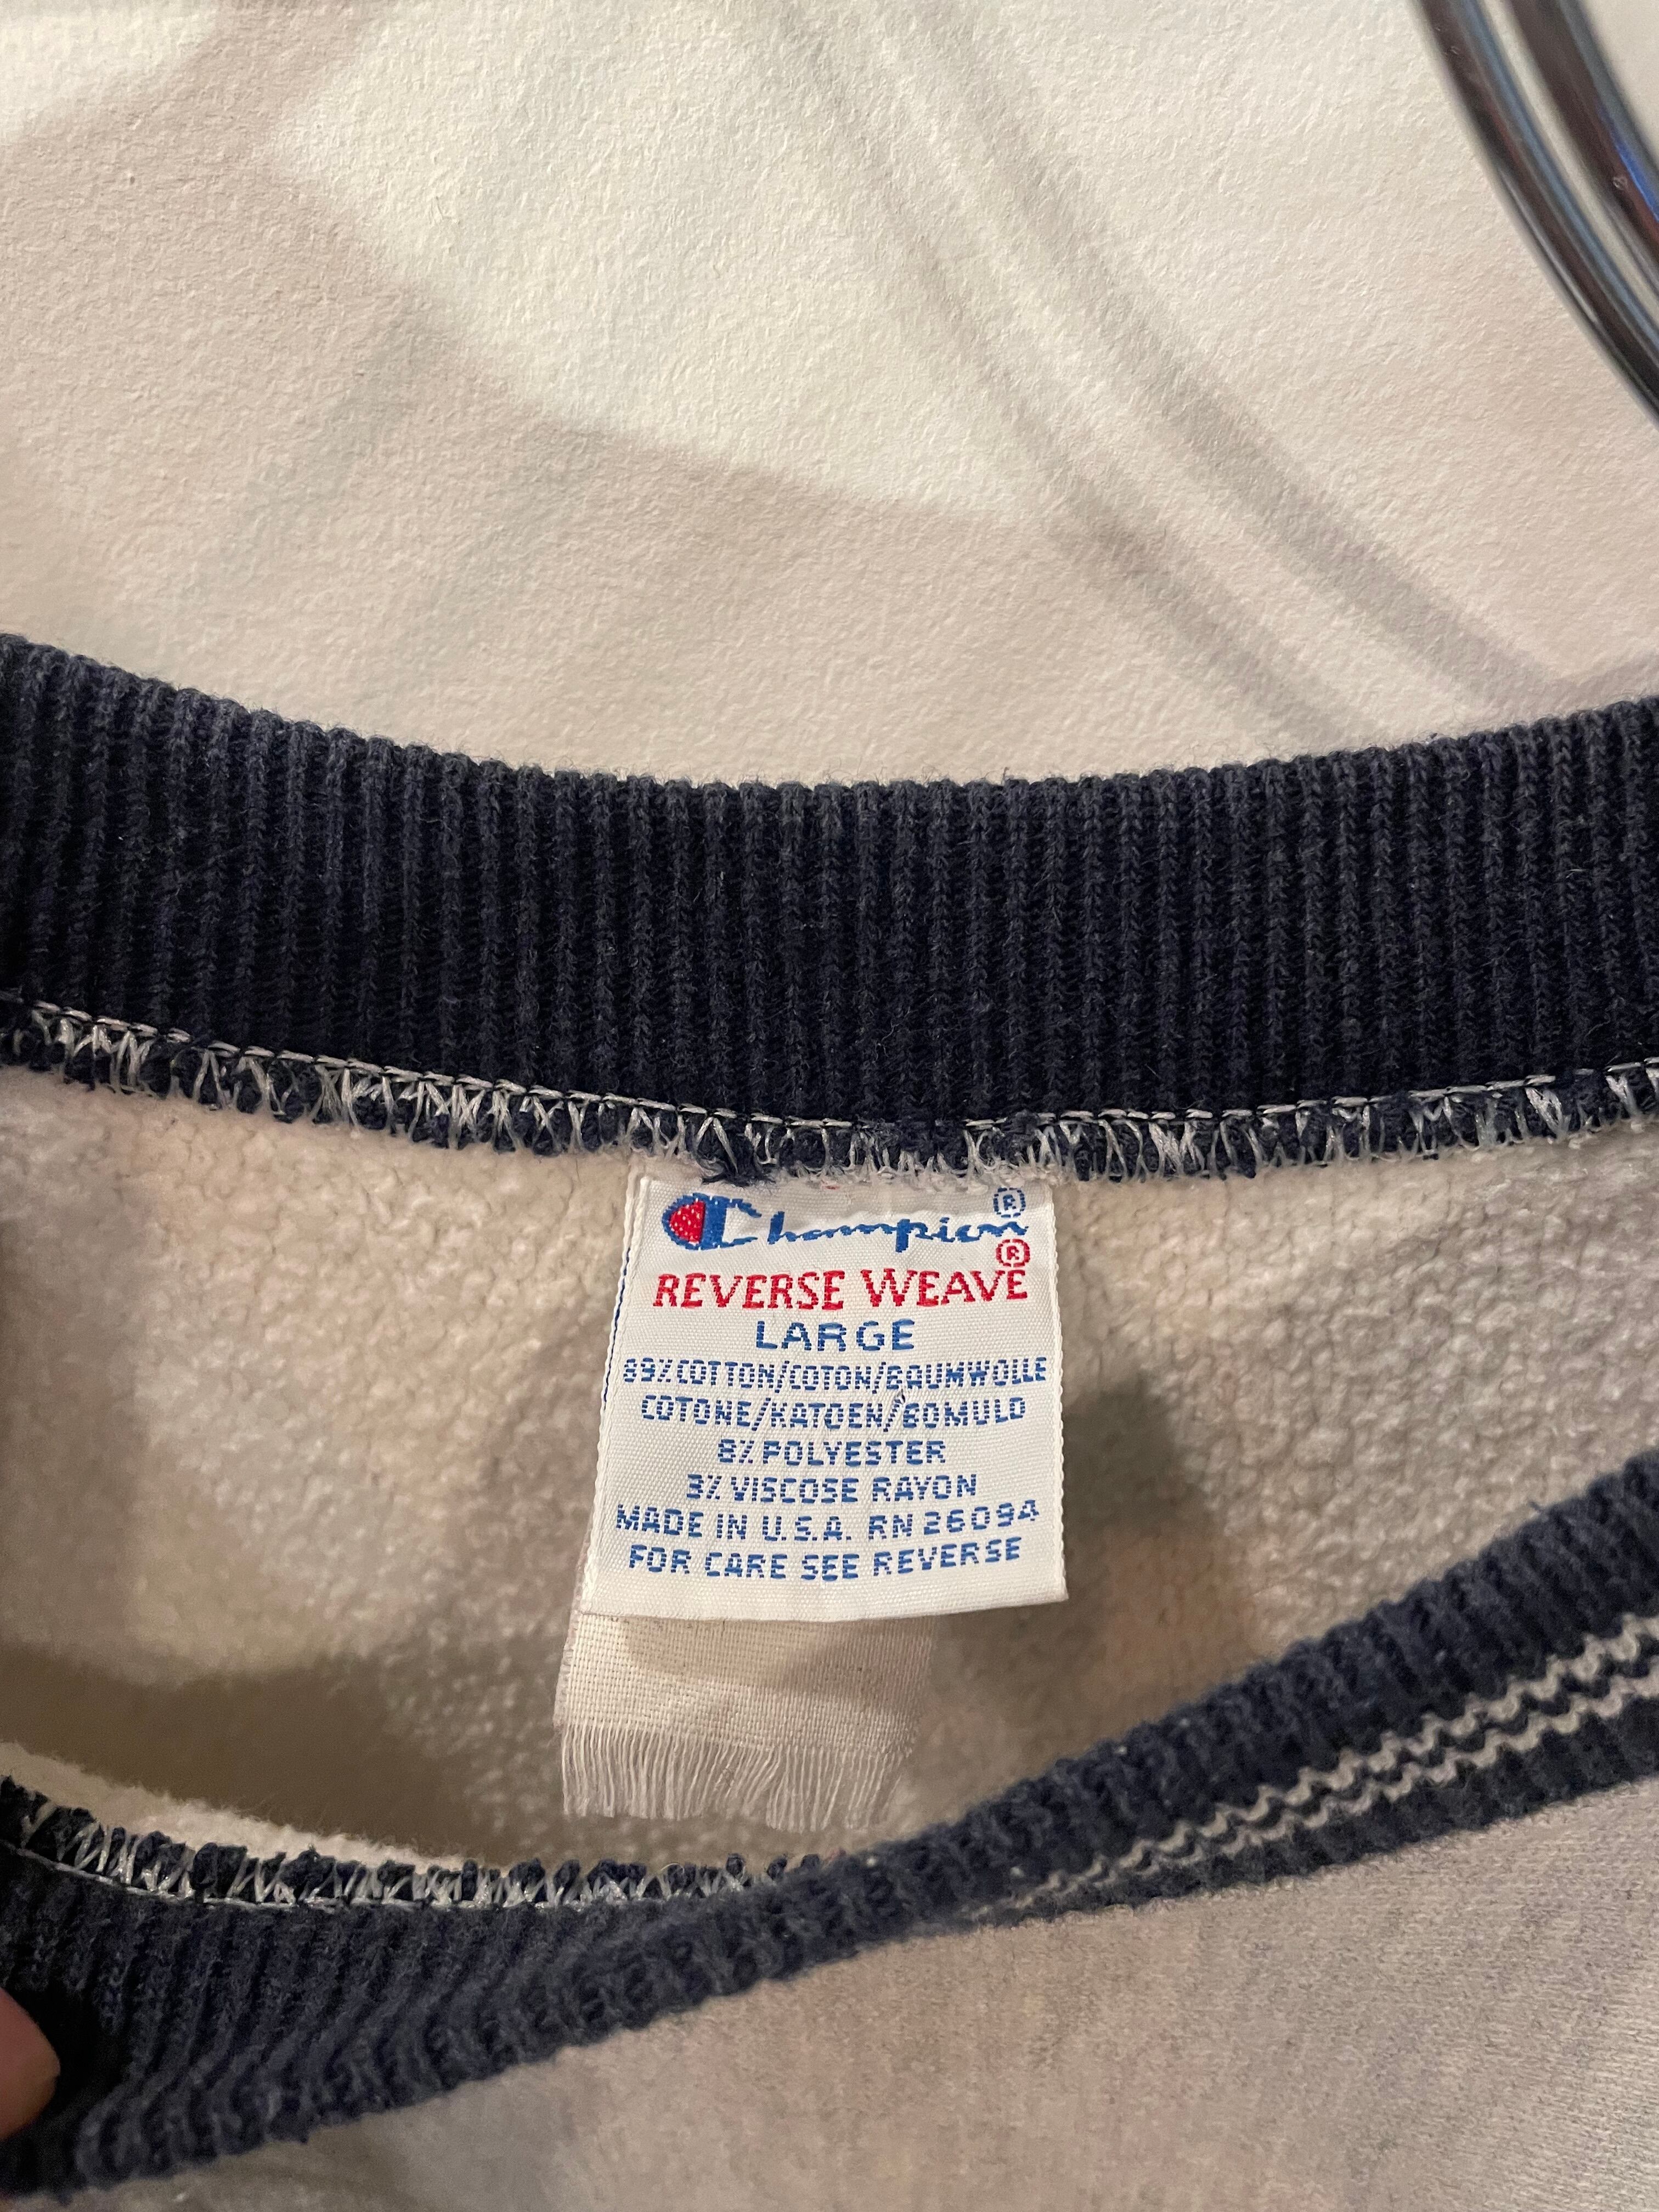 Champion®
REVERSE WEAVE®
LARGE
89% COTTON/COTON/BAUMWOLLE
COTONE/KATOEN/BOMULD
8% POLYESTER
3% VISCOSE RAYON
MADE IN U.S.A. RN 26094
FOR CARE SEE REVERSE